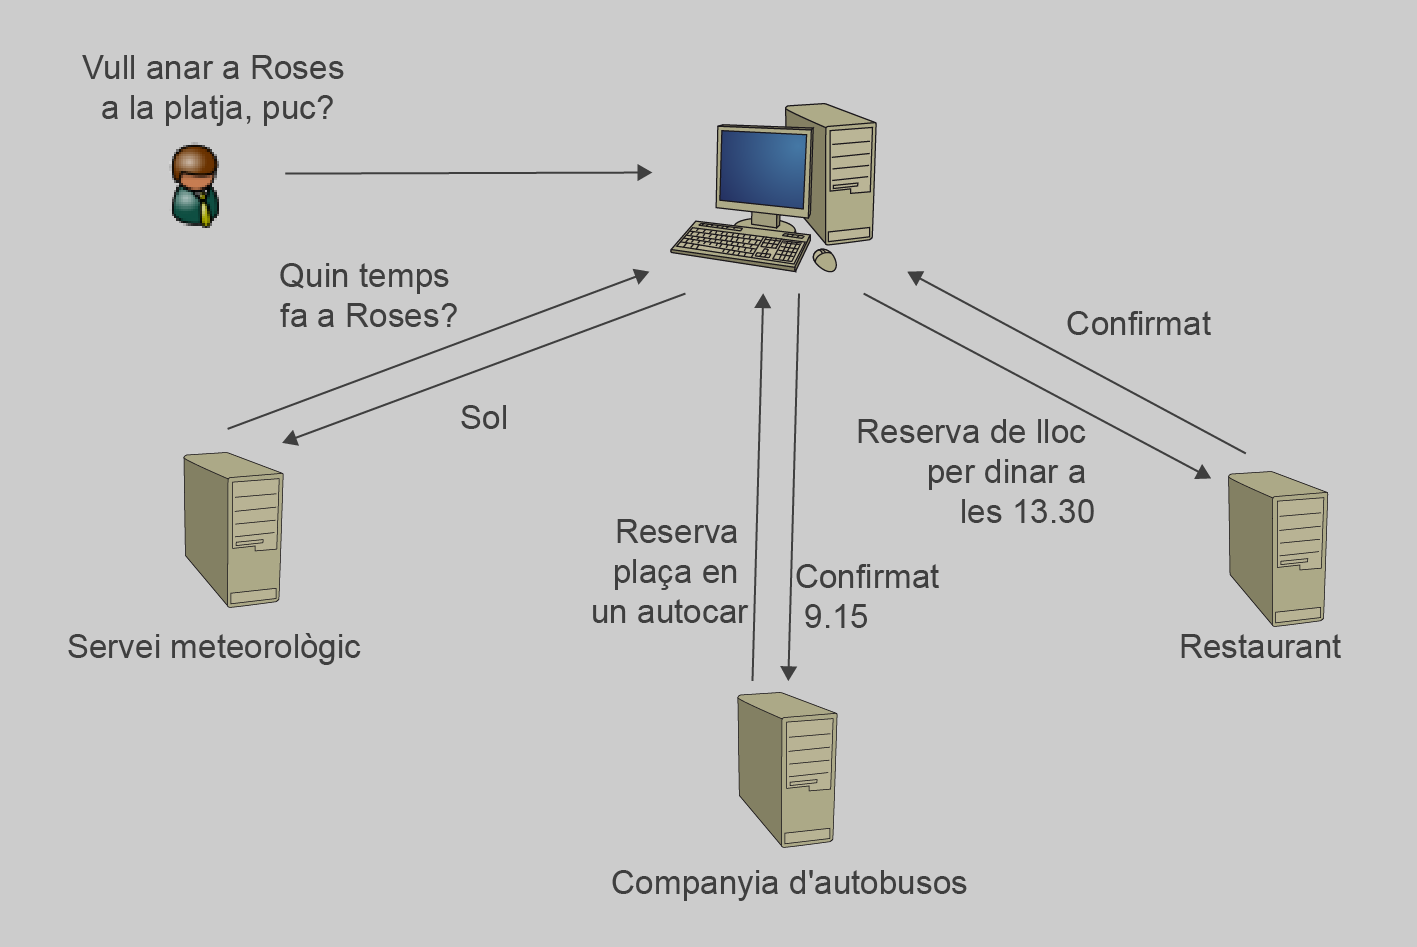 Vull anar a Roses
a la platja, puc?
Quin temps
fa a Roses?
Sol
Confirmat
Reserva de lloc
per dinar a
les 13.30
Reserva
plaça en
un autocar
Confirmat
9.15
Servei meteorològic
Restaurant
Companyia d'autobusos